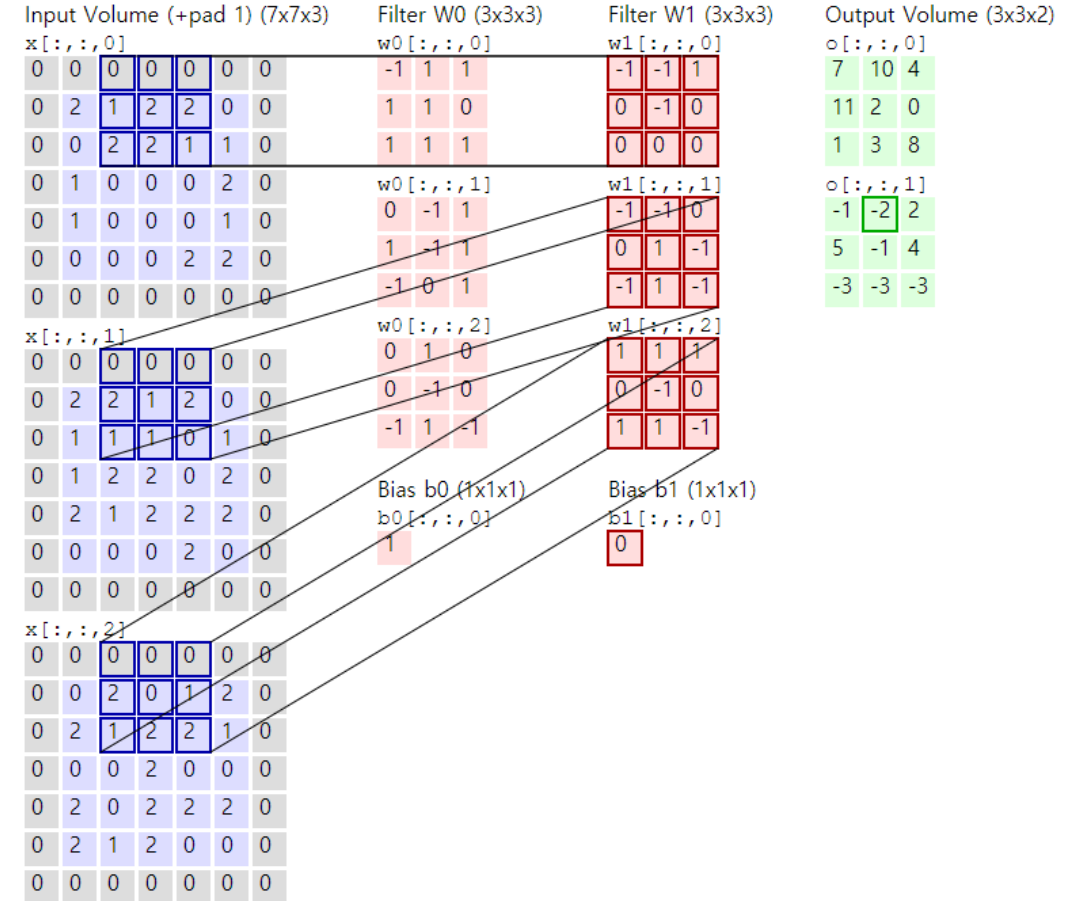 Input Volume (+pad 1) (7x7x3) Filter W0 (3x3x3) Filter W1 (3x3x3) Output Volume (3x3x2)
x[:,:,0] w0[:,:,0] w1[:,:,0] o[:,:,0]
0 0 0 0 0 0 0 -1 1 1 -1 -1 1 7 10 4
0 2 1 2 2 0 0 1 1 0 0 -1 0 11 2 0
0 0 2 2 1 1 0 1 1 1 0 0 0 1 3 8
0 1 0 0 0 2 0 w0[:,:,1] w1[:,:,1] o[:,:,1]
0 1 0 0 0 1 0 0 -1 1 -1 -1 0 -1 -2 2
0 0 0 0 2 2 0 1 -1 1 0 1 -1 5 -1 4
0 0 0 0 0 0 0 -1 0 1 -1 1 -1 -3 -3 -3
x[:,:,1] w0[:,:,2] w1[:,:,2]
0 0 0 0 0 0 0 0 1 0 1 1 1
0 2 2 1 2 0 0 0 -1 0 0 -1 0
0 1 1 1 0 1 0 -1 1 -1 1 1 -1
0 1 2 2 0 2 0 Bias b0 (1x1x1) Bias b1 (1x1x1)
0 2 1 2 2 2 0 b0[:,:,0] b1[:,:,0]
0 0 0 0 2 0 0 1 0
0 0 0 0 0 0 0
x[:,:,2]
0 0 0 0 0 0 0
0 0 2 0 1 2 0
0 2 1 2 2 1 0
0 0 0 2 0 0 0
0 2 0 2 2 2 0
0 2 1 2 0 0 0
0 0 0 0 0 0 0